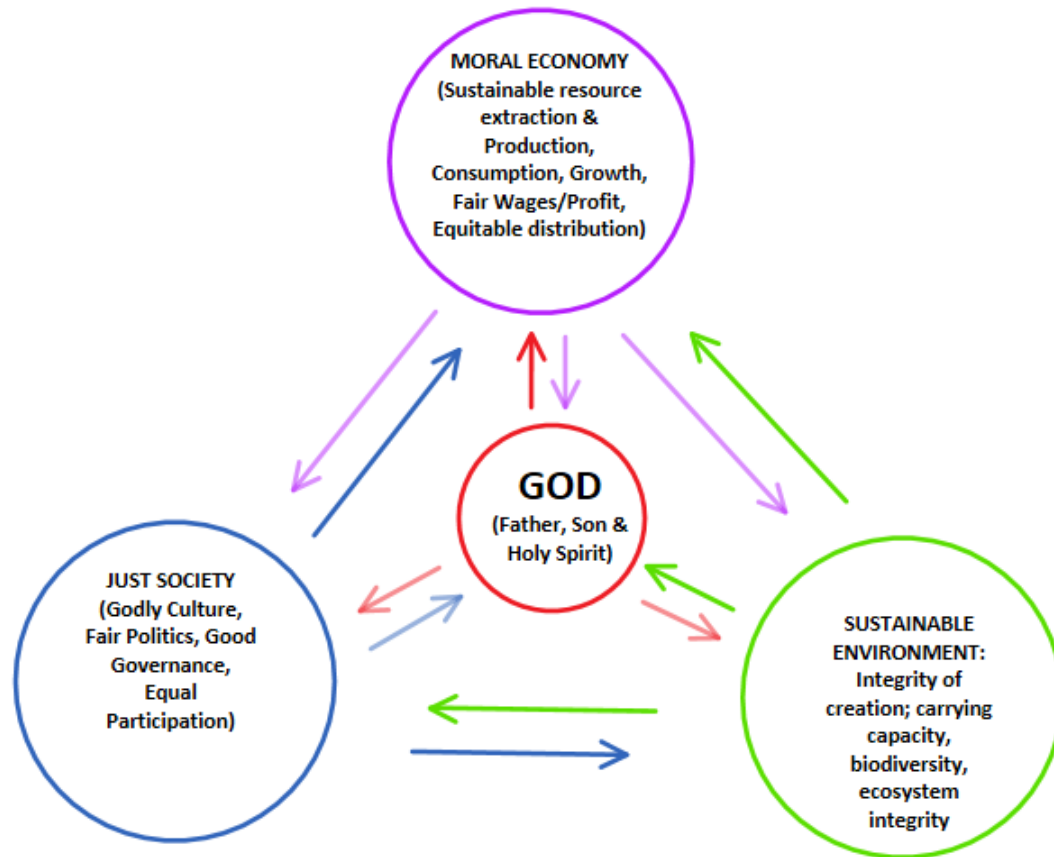 MORAL ECONOMY
(Sustainable resource
extraction &
Production,
Consumption, Growth,
Fair Wages/Profit,
Equitable distribution)
GOD
(Father, Son &
Holy Spirit)
JUST SOCIETY
(Godly Culture,
Fair Politics, Good
Governance,
Equal
Participation)
SUSTAINABLE
ENVIRONMENT:
Integrity of
creation; carrying
capacity,
biodiversity,
ecosystem
integrity